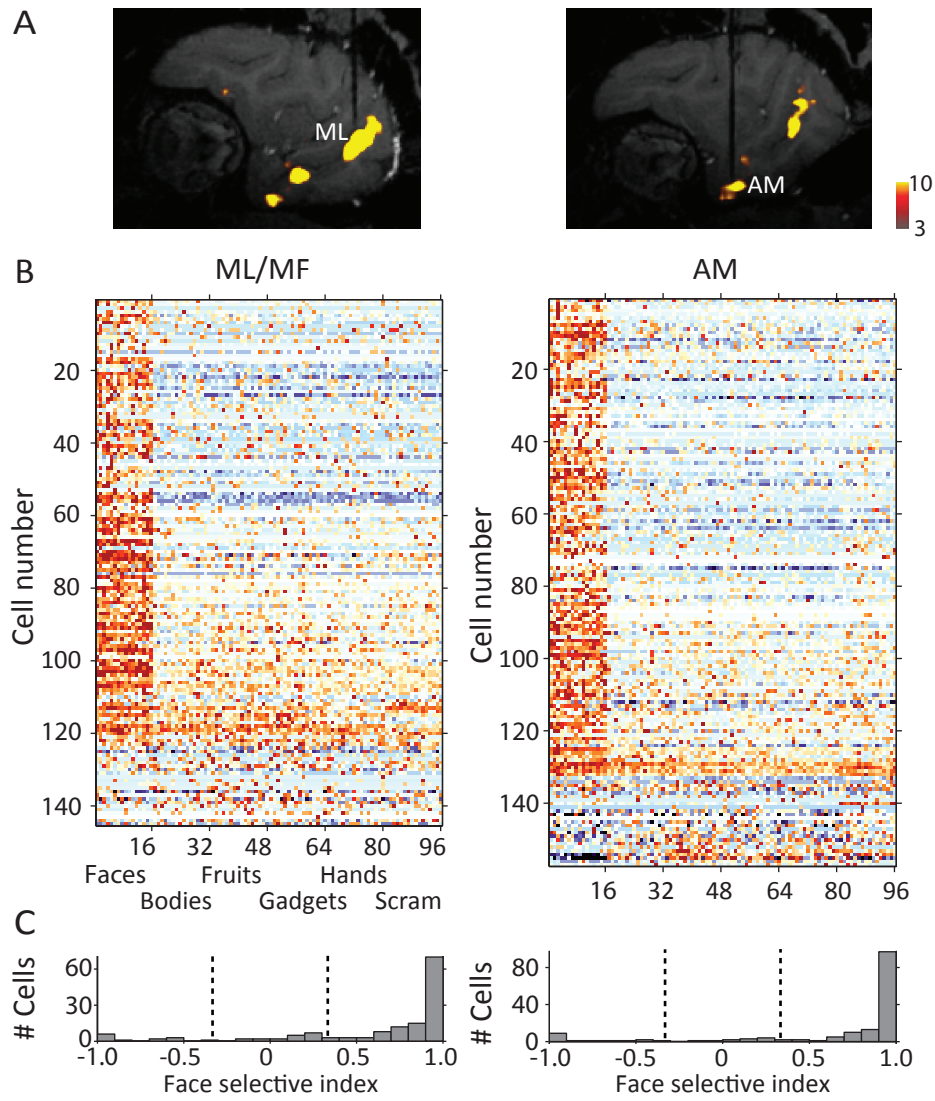 A
ML
AM
10
3
B
ML/MF
AM
Cell number
20
40
60
80
100
120
140
16 32 48 64 80 96
Faces Fruits Hands
Bodies Gadgets Scram
Cell number
20
40
60
80
100
120
140
16 32 48 64 80 96
C
# Cells
60
30
0
-1.0 -0.5 0 0.5 1.0
Face selective index
# Cells
80
40
0
-1.0 -0.5 0 0.5 1.0
Face selective index